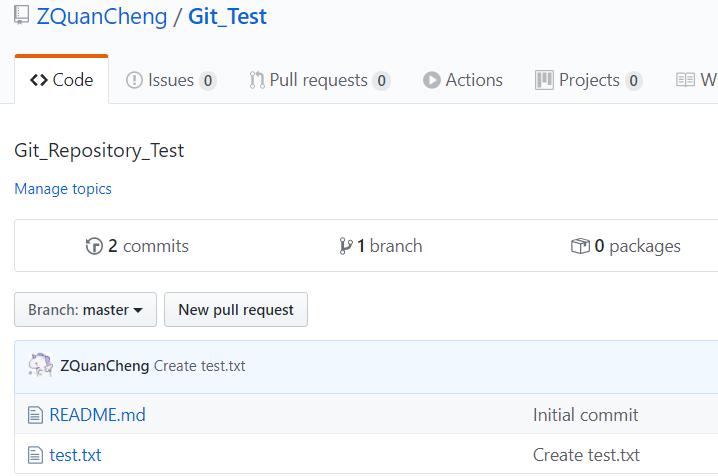 ZQuanCheng / Git_Test
Code Issues 0 Pull requests 0 Actions Projects 0 W
Git_Repository_Test
Manage topics
2 commits 1 branch 0 packages
Branch: master New pull request
ZQuanCheng Create test.txt
README.md Initial commit
test.txt Create test.txt